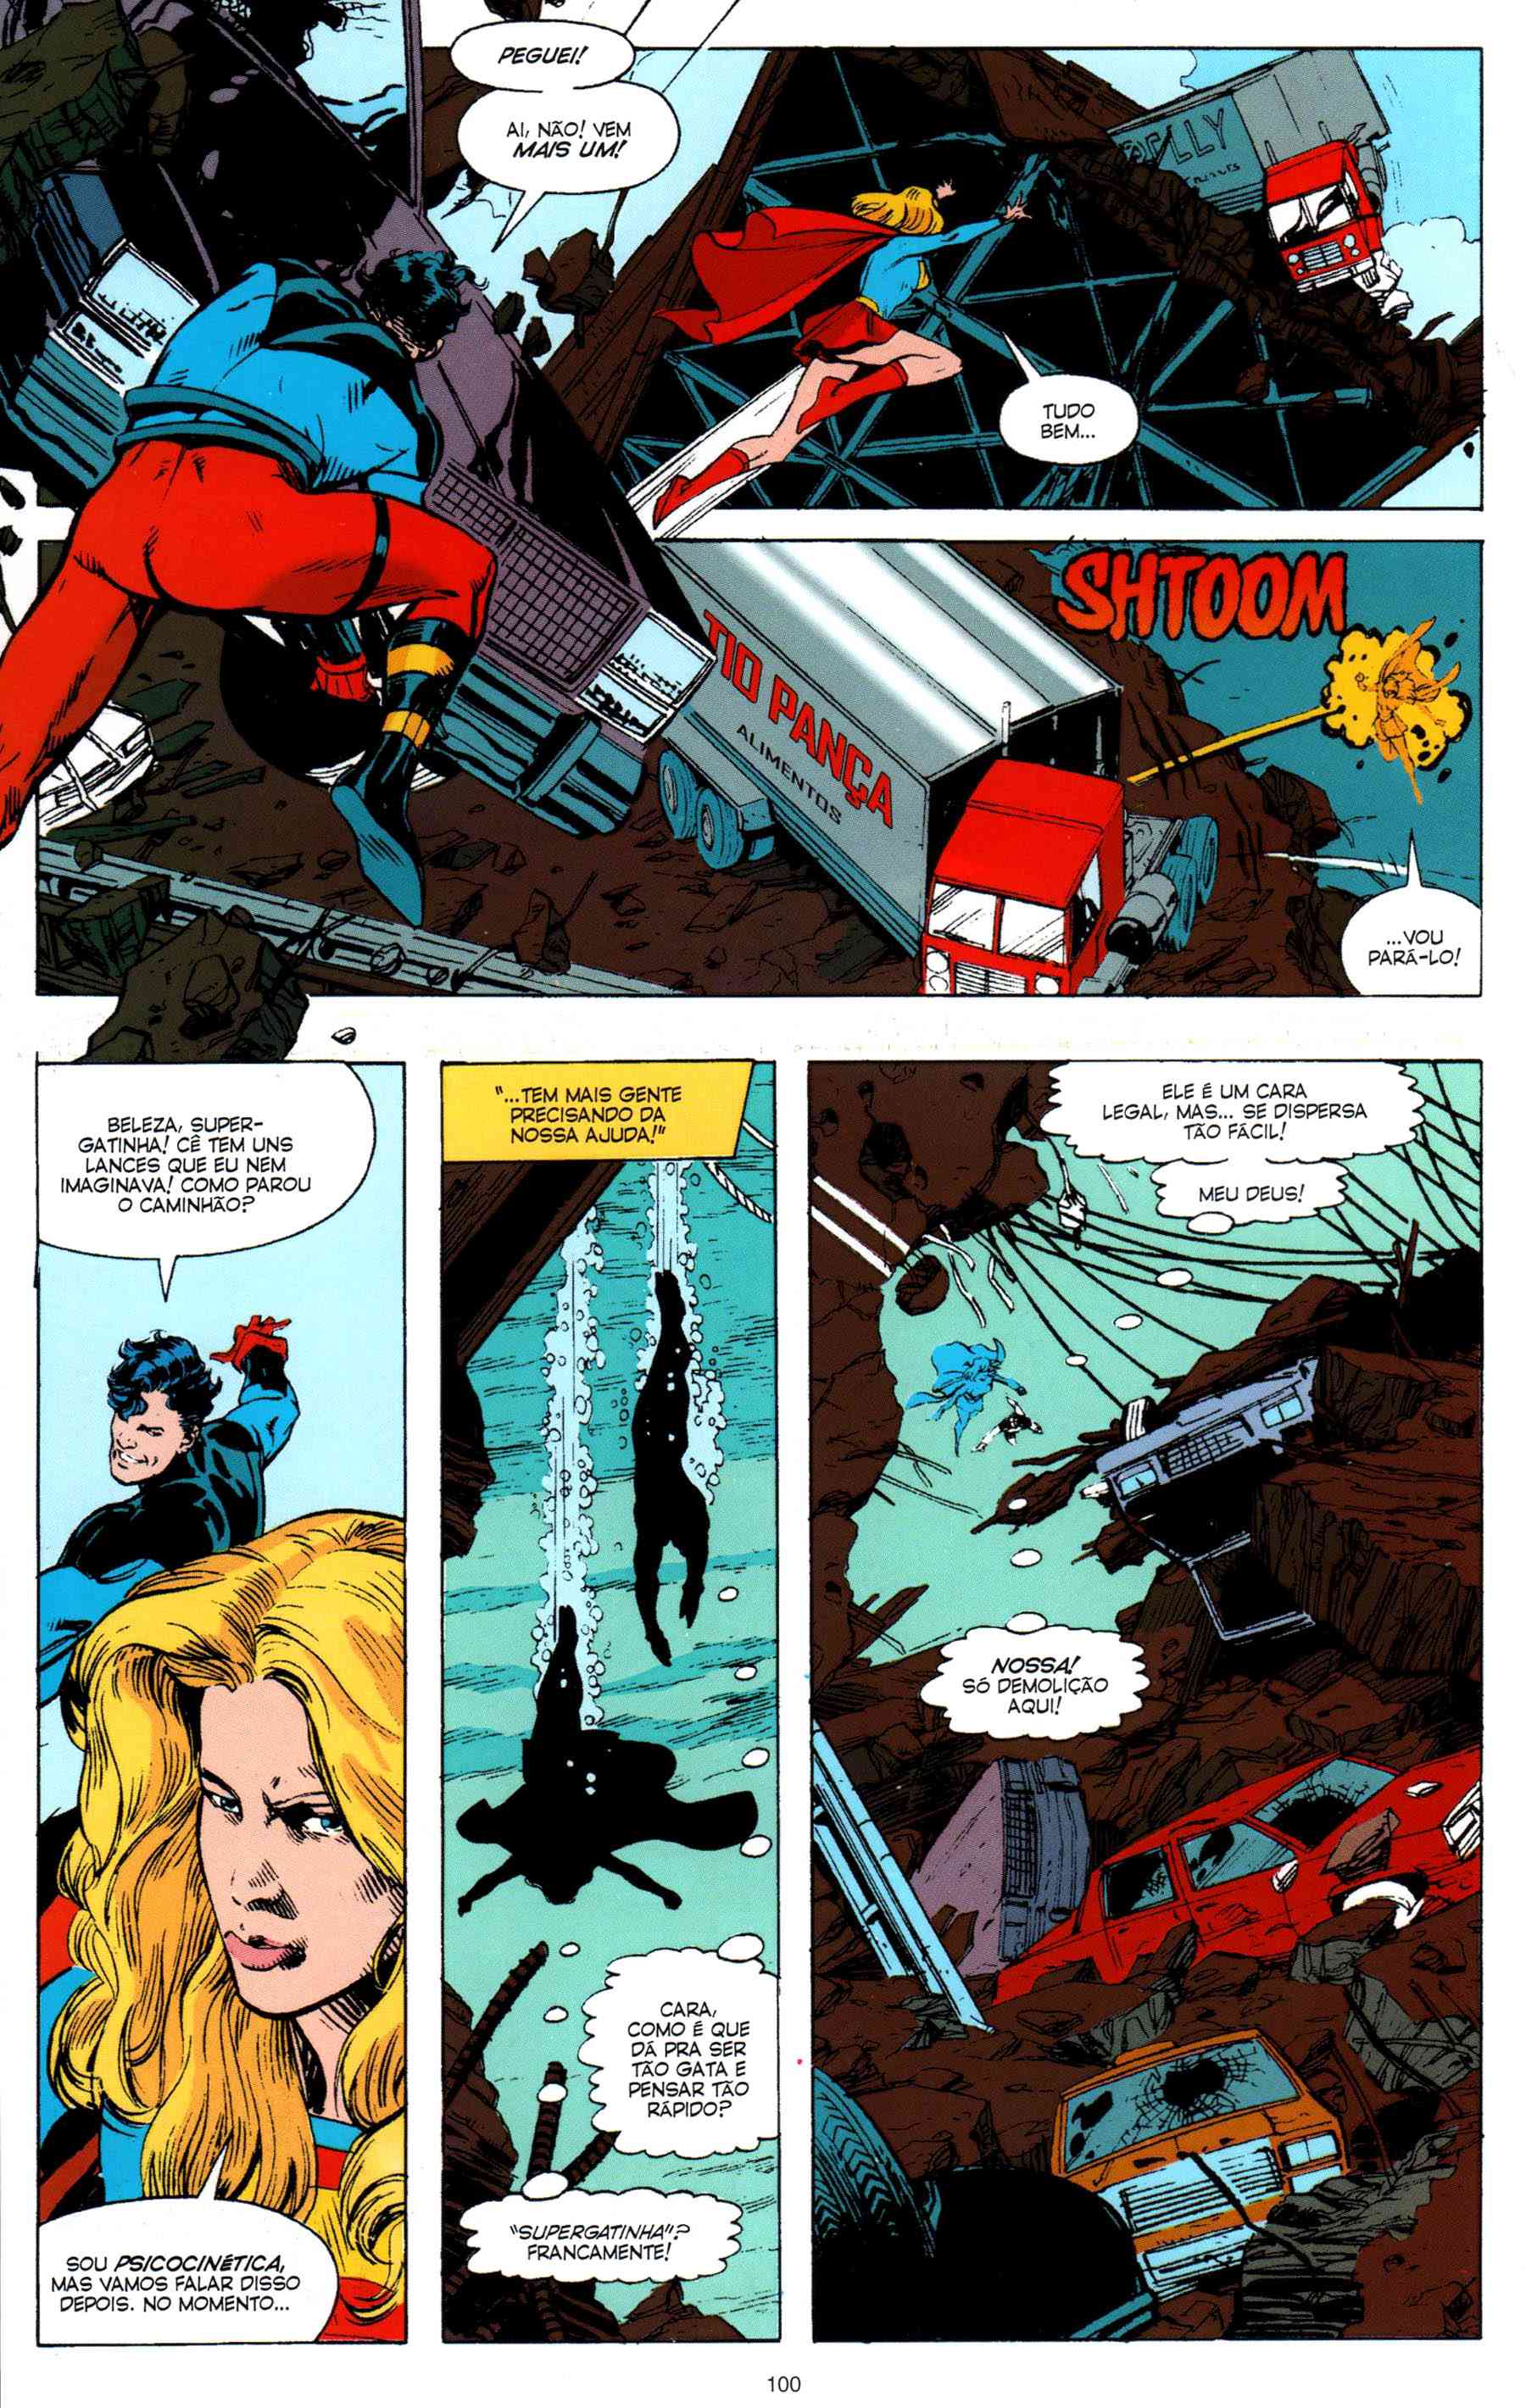 PEGUEI!
AI, NÃO! VEM
MAIS UM!
TUDO
BEM...
SHTOOM
TIO PANÇA
ALIMENTOS
...VOU
PARÁ-LO!
BELEZA, SUPER-
GATINHA! CÊ TEM UNS
LANCES QUE EU NEM
IMAGINAVA! COMO PAROU
O CAMINHÃO?
SOU PSICOCINÉTICA,
MAS VAMOS FALAR DISSO
DEPOIS. NO MOMENTO...
"...TEM MAIS GENTE
PRECISANDO DA
NOSSA AJUDA!"
CARA,
COMO É QUE
DÁ PRA SER
TÃO GATA E
PENSAR TÃO
RÁPIDO?
"SUPERGATINHA"?
FRANCAMENTE!
ELE É UM CARA
LEGAL, MAS... SE DISPERSA
TÃO FÁCIL!
MEU DEUS!
NOSSA!
SÓ DEMOLIÇÃO
AQUI!
100